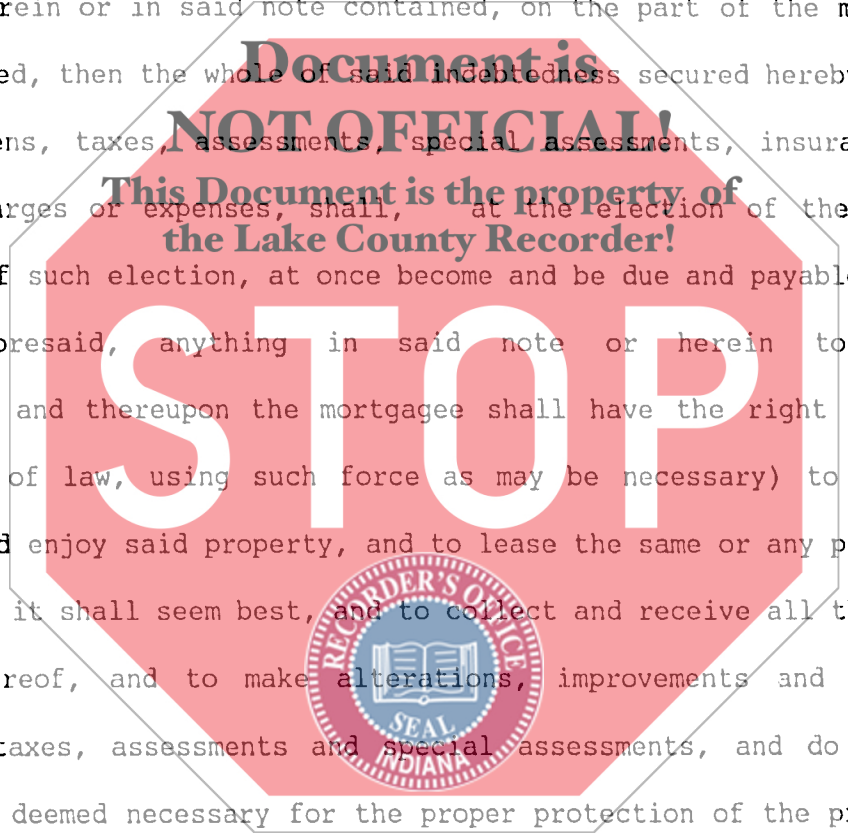 rein or in said note contained, on the part of the
Document is
ed, then the whole of said indebtedness secured
NOT OFFICIAL!
taxes, assessments, special assessments,
This Document is the property of
or expenses, shall, at the election of the
the Lake County Recorder!
such election, at once become and be due and
STOP
anything in said note or herein to
and thereupon the mortgagee shall have the right
of law, using such force as may be necessary) to
enjoy said property, and to lease the same or any
it shall seem best, and to collect and receive all
RECORDER'S OFFICE
reof, and to make alterations, improvements and
SEAL
INDIANA
taxes, assessments and special assessments, and do
deemed necessary for the proper protection of the